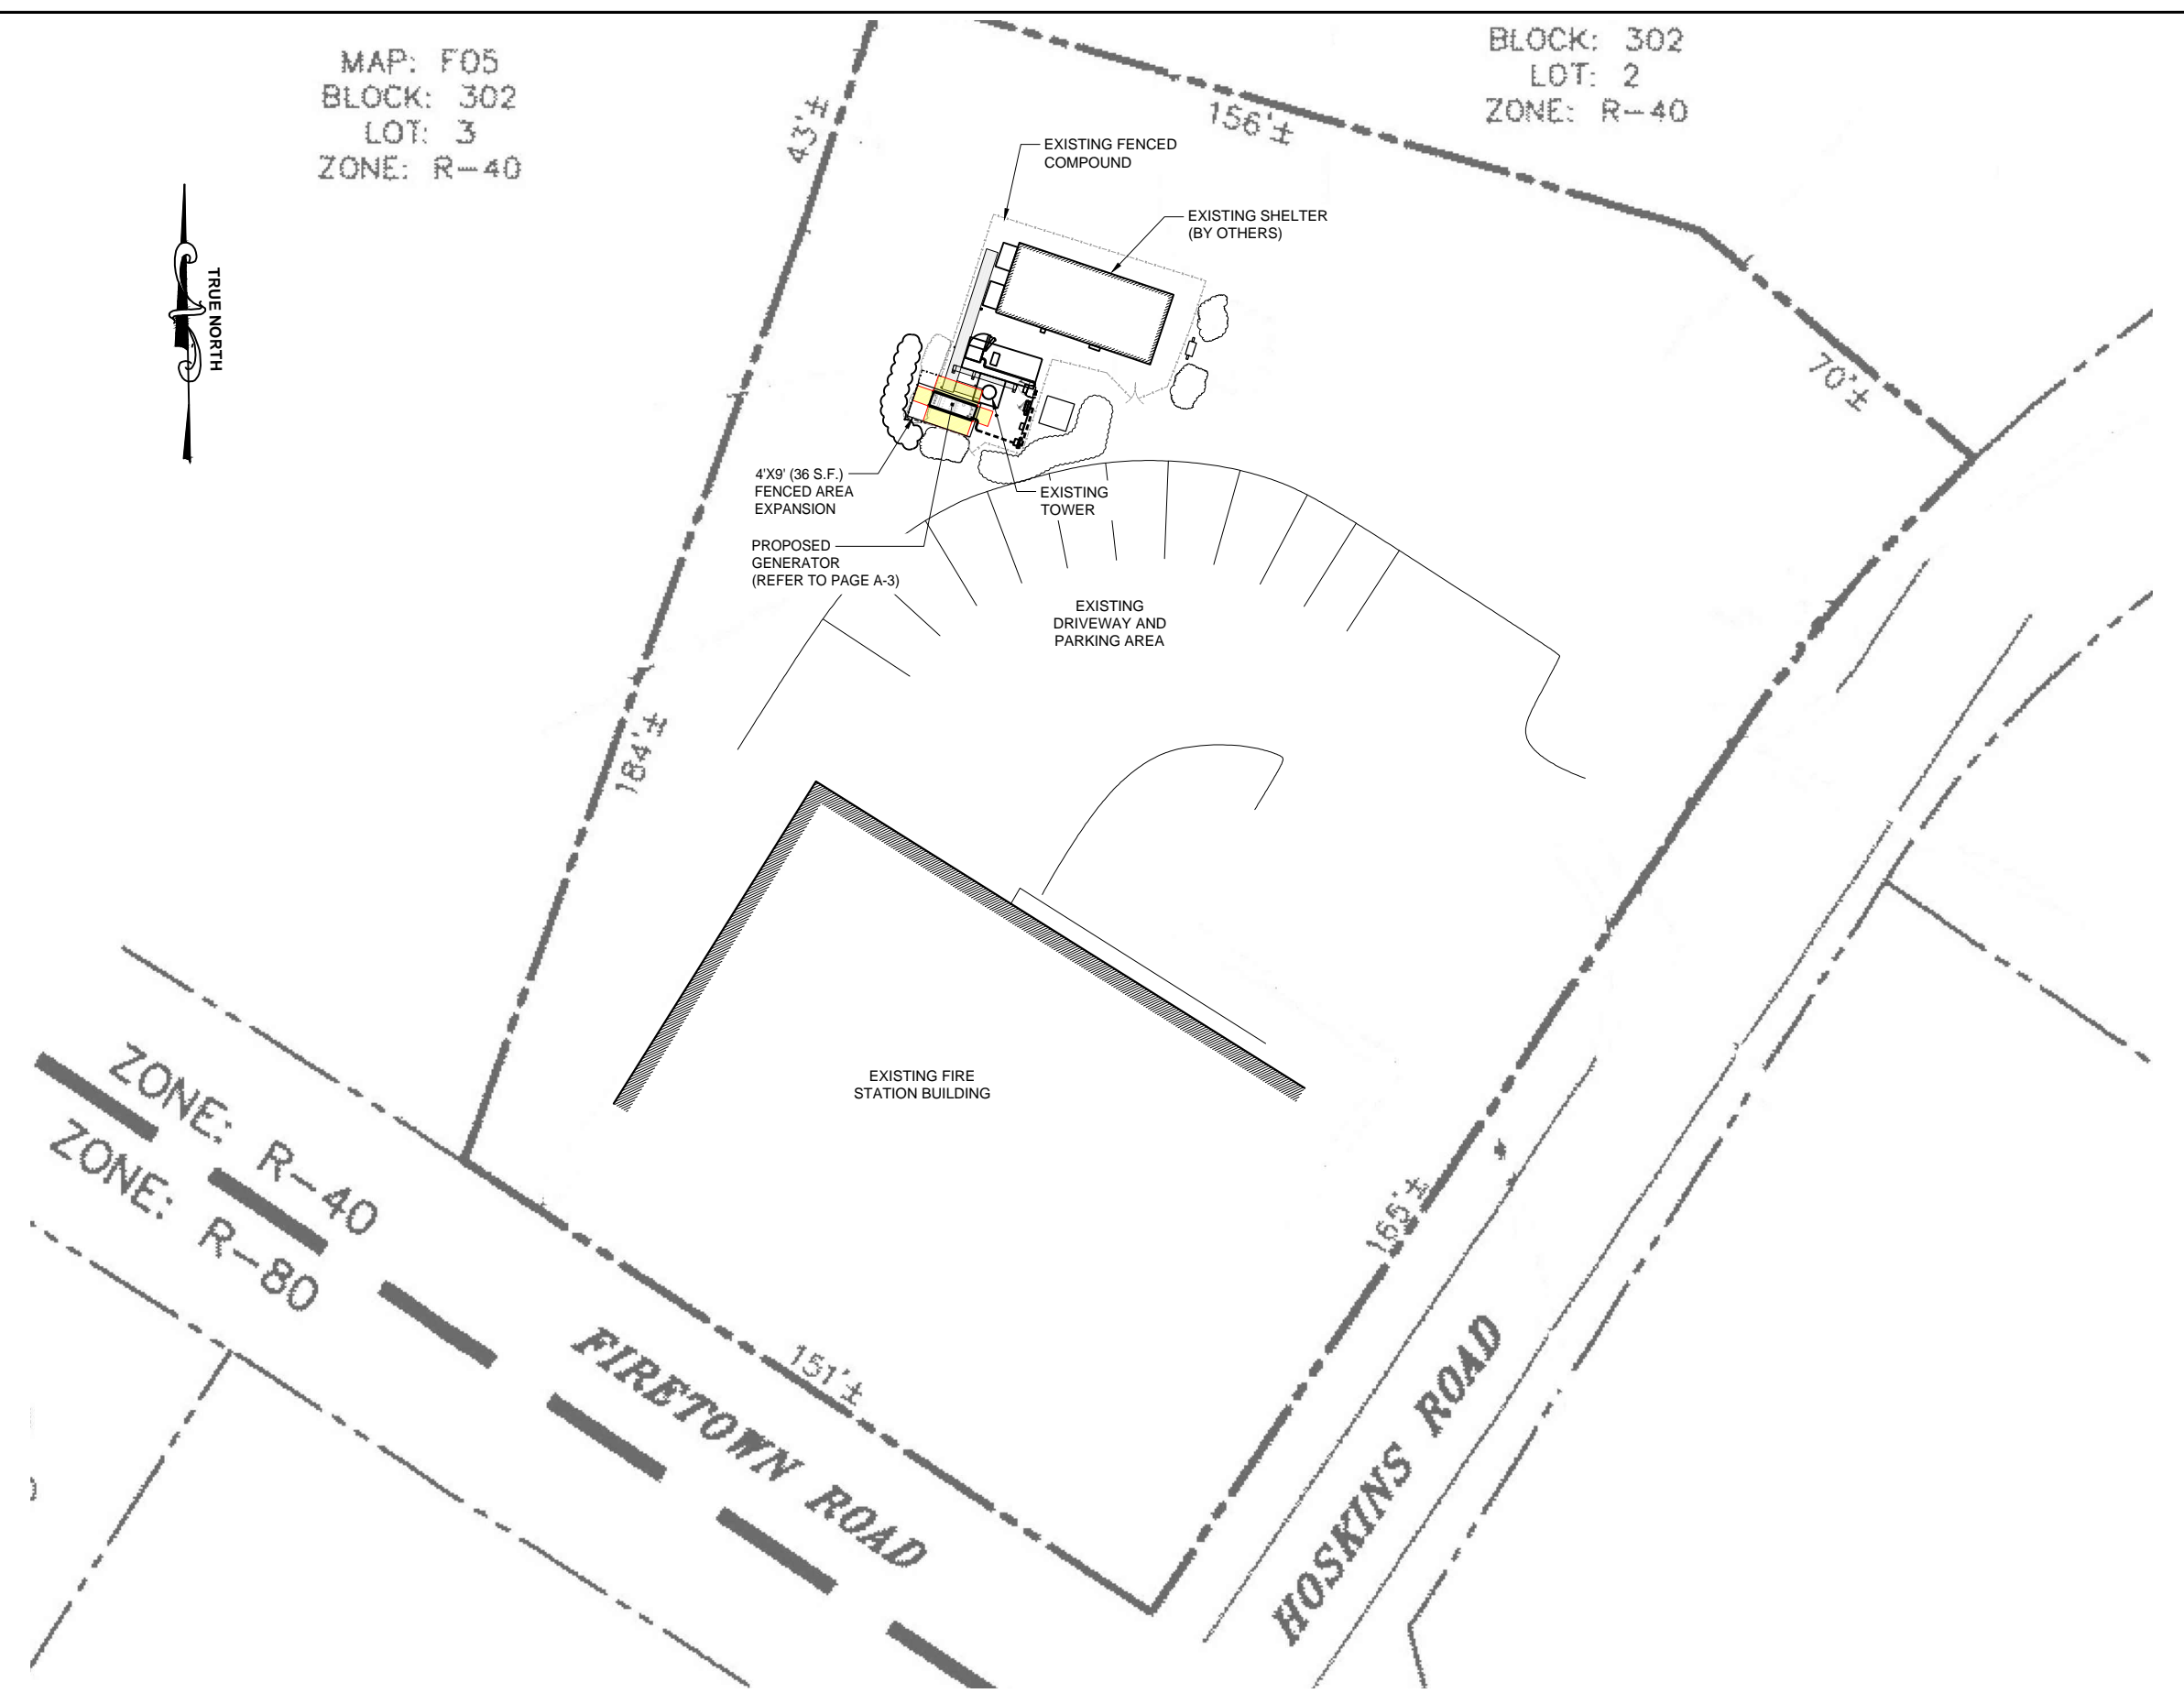 MAP: F05
BLOCK: 302
LOT: 3
ZONE: R-40
BLOCK: 302
LOT: 2
ZONE: R-40
43'±
156'±
EXISTING FENCED
COMPOUND
EXISTING SHELTER
(BY OTHERS)
TRUE NORTH
70'±
4'X9' (36 S.F.)
FENCED AREA
EXPANSION
EXISTING
TOWER
PROPOSED
GENERATOR
(REFER TO PAGE A-3)
EXISTING
DRIVEWAY AND
PARKING AREA
184'±
EXISTING FIRE
STATION BUILDING
ZONE: R-40
ZONE: R-80
165'±
151'±
FIRETOWN ROAD
HOSKINS ROAD